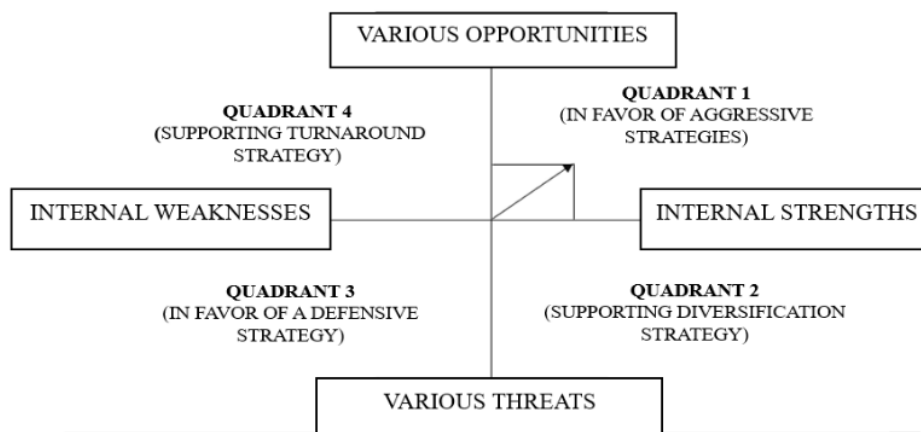 VARIOUS OPPORTUNITIES
QUADRANT 4
(SUPPORTING TURNAROUND
STRATEGY)
QUADRANT 1
(IN FAVOR OF AGGRESSIVE
STRATEGIES)
INTERNAL WEAKNESSES
INTERNAL STRENGTHS
QUADRANT 3
(IN FAVOR OF A DEFENSIVE
STRATEGY)
QUADRANT 2
(SUPPORTING DIVERSIFICATION
STRATEGY)
VARIOUS THREATS